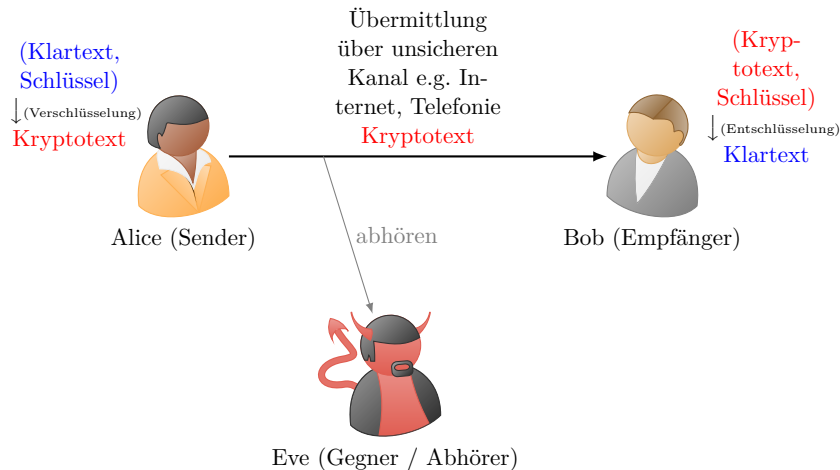 (Klartext,
Schlüssel)
(Verschlüsselung)
Kryptotext
Übermittlung
über unsicheren
Kanal e.g. In-
ternet, Telefonie
Kryptotext
(Kryp-
totext,
Schlüssel)
(Entschlüsselung)
Klartext
Alice (Sender)
Bob (Empfänger)
abhören
Eve (Gegner / Abhörer)